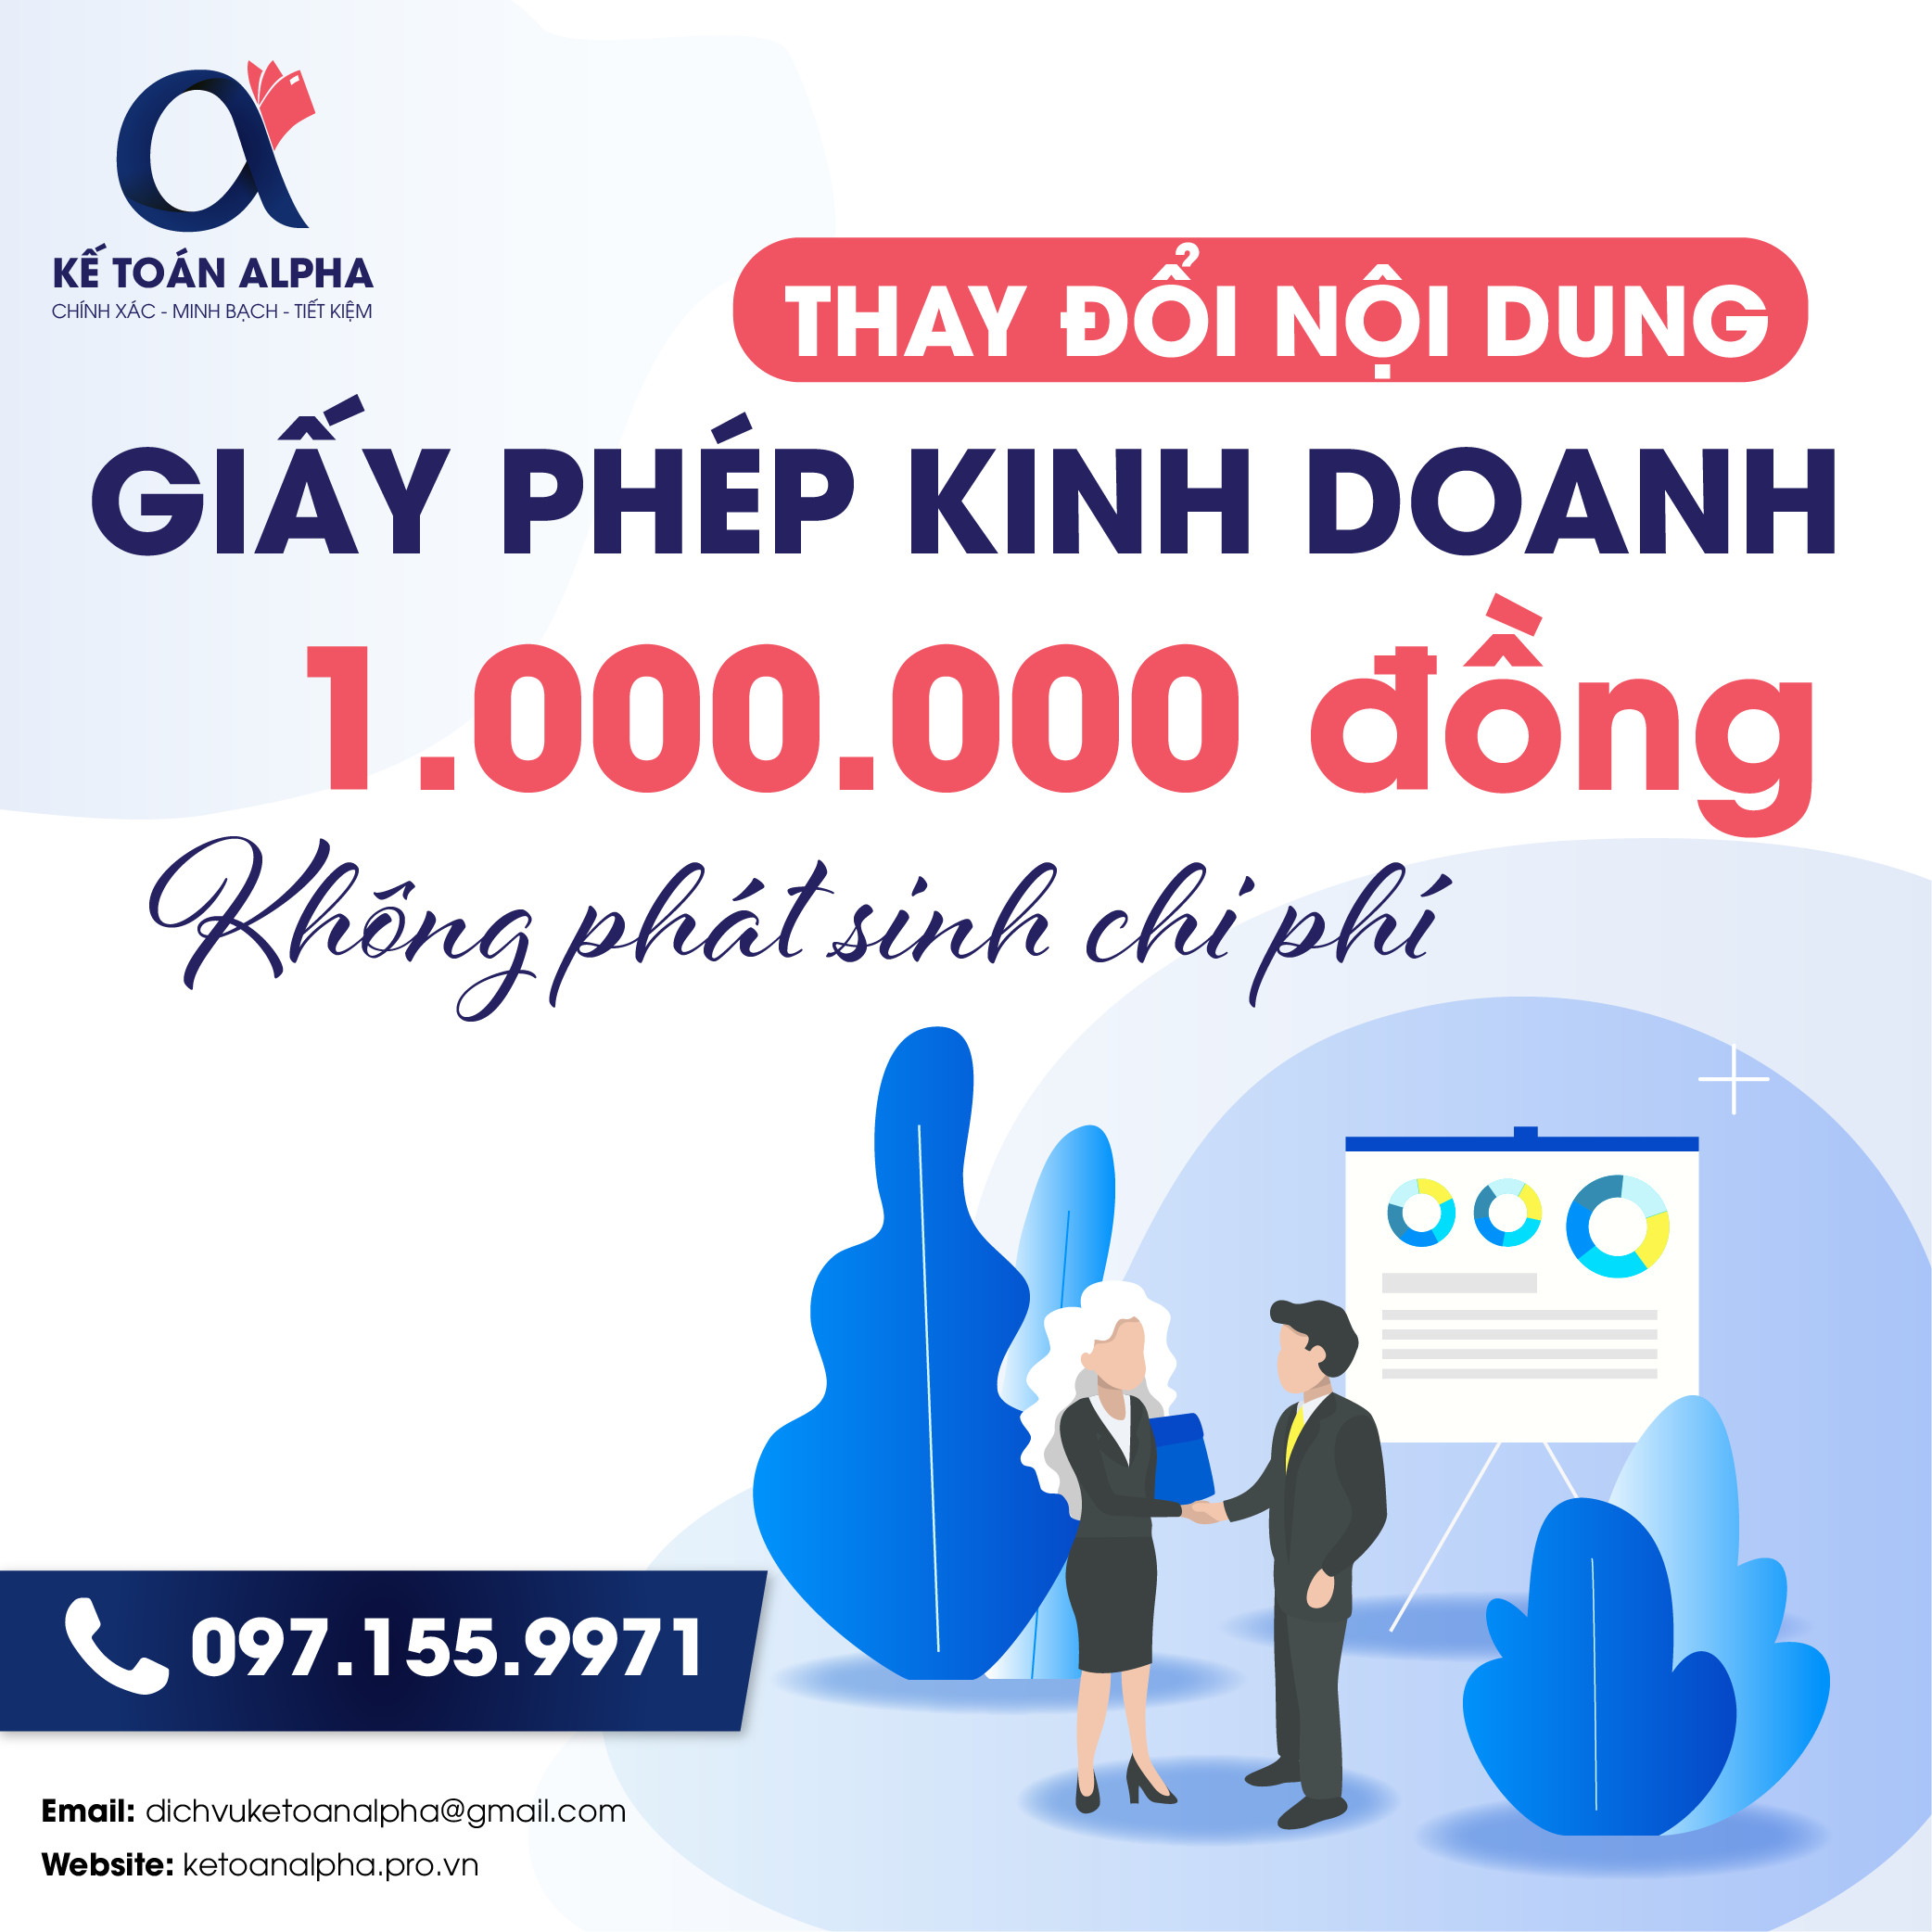 KẾ TOÁN ALPHA
CHÍNH XÁC - MINH BẠCH - TIẾT KIỆM
THAY ĐỔI NỘI DUNG
GIẤY PHÉP KINH DOANH
1.000.000 đồng
Không phát sinh chi phí
097.155.9971
Email: dichvuketoanalpha@gmail.com
Website: ketoanalpha.pro.vn